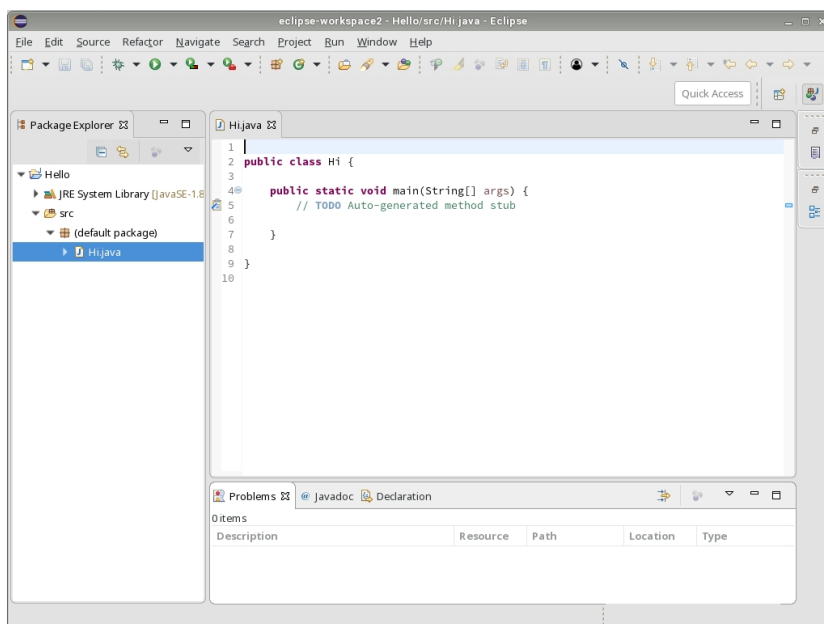 eclipse-workspace2 - Hello/src/Hi.java - Eclipse
File Edit Source Refactor Navigate Search Project Run Window Help
Quick Access
Package Explorer
Hello
JRE System Library [JavaSE-1.8
src
(default package)
Hi.java
Hi.java
1
2 public class Hi {
3
4 public static void main(String[] args) {
5 // TODO Auto-generated method stub
6
7 }
8
9 }
10
Problems Javadoc Declaration
0 items
Description Resource Path Location Type